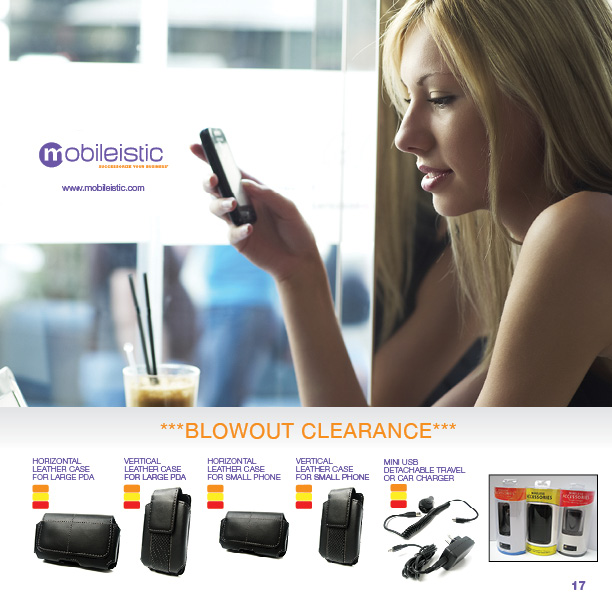 mobileistic
SUCCESSORIZE YOUR BUSINESS
www.mobileistic.com
***BLOWOUT CLEARANCE***
HORIZONTAL
LEATHER CASE
FOR LARGE PDA
VERTICAL
LEATHER CASE
FOR LARGE PDA
HORIZONTAL
LEATHER CASE
FOR SMALL PHONE
VERTICAL
LEATHER CASE
FOR SMALL PHONE
MINI USB
DETACHABLE TRAVEL
OR CAR CHARGER
ACCESSORIES
ACCESSORIES
ACCESSORIES
17